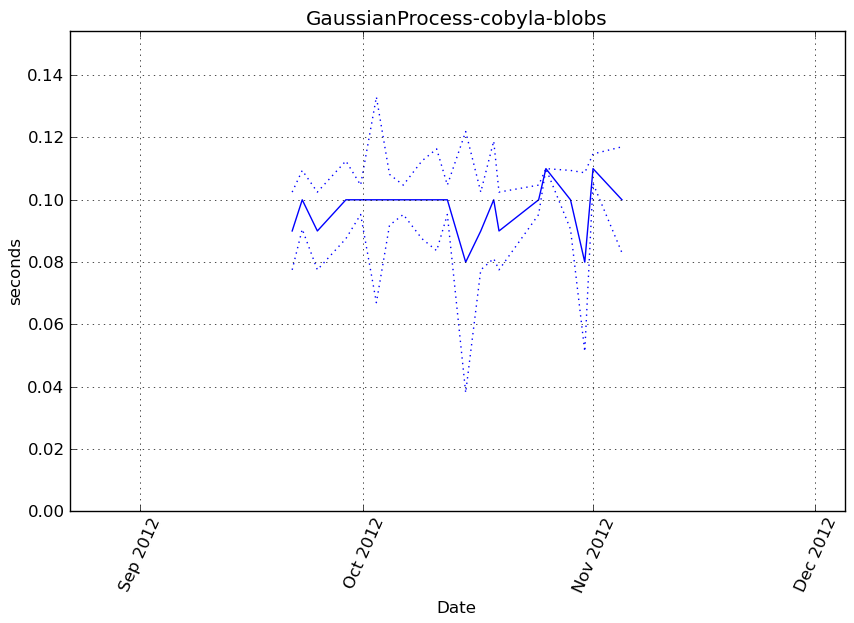 GaussianProcess-cobyla-blobs
0.14
0.12
0.10
0.08
0.06
0.04
0.02
0.00
seconds
Sep 2012
Oct 2012
Nov 2012
Dec 2012
Date